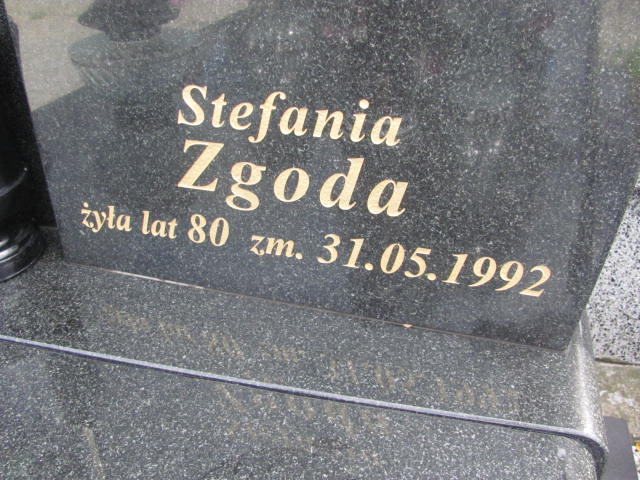 Stefania
Zgoda
żyła lat 80 zm. 31.05.1992